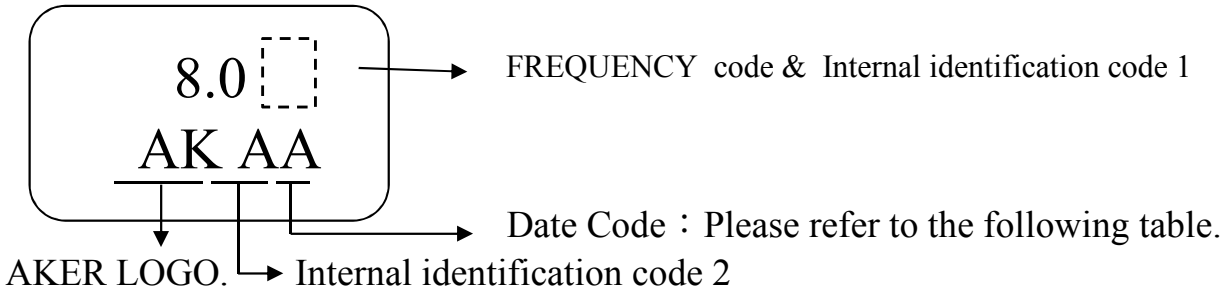 8.0
FREQUENCY code & Internal identification code 1
AK AA
Date Code：Please refer to the following table.
AKER LOGO.
Internal identification code 2